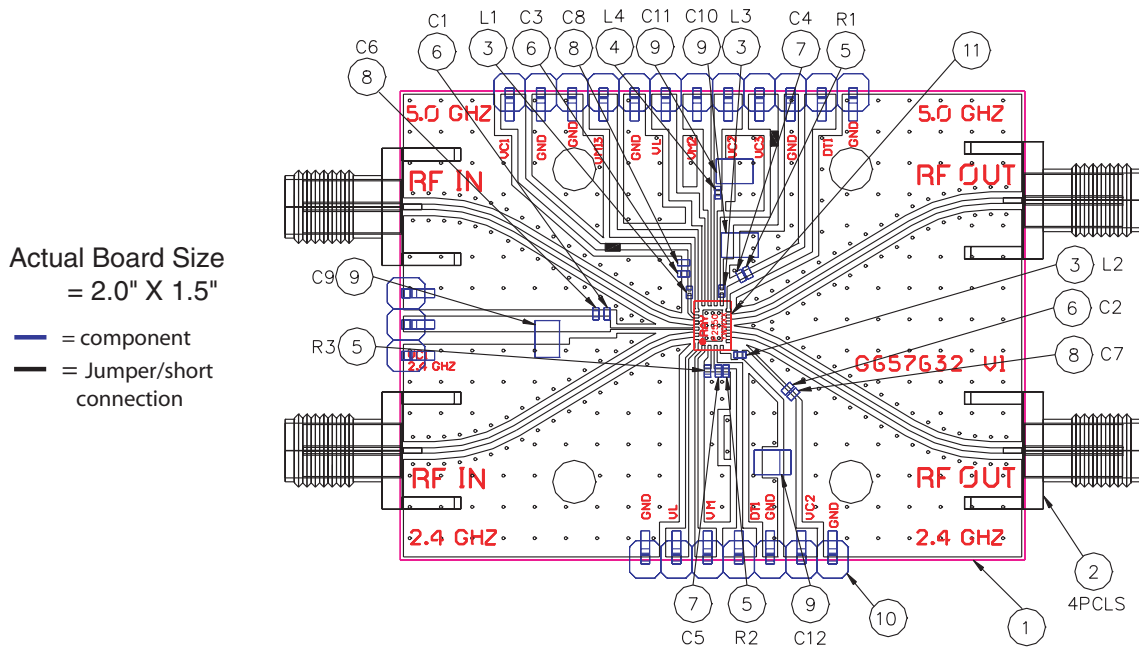 C1 L1 C3 C8 L4 C11 C10 L3 C4 R1
C6 6 3 6 8 4 9 9 3 7 5 11
8
5.0 GHZ 5.0 GHZ
VC1 GND GND VM3 GND VL VM2 VC2 VC3 GND DT1 GND
RF IN RF OUT
Actual Board Size
= 2.0" X 1.5"
= component
= Jumper/short
connection
C9 9
3 L2
6 C2
R3 5
8 C7
VC1
2.4 GHZ
GG57632 V1
RF IN RF OUT
GND VL VM DT1 GND VC2 GND
2.4 GHZ 2.4 GHZ
2
4PCLS
7 5 9 10 1
C5 R2 C12